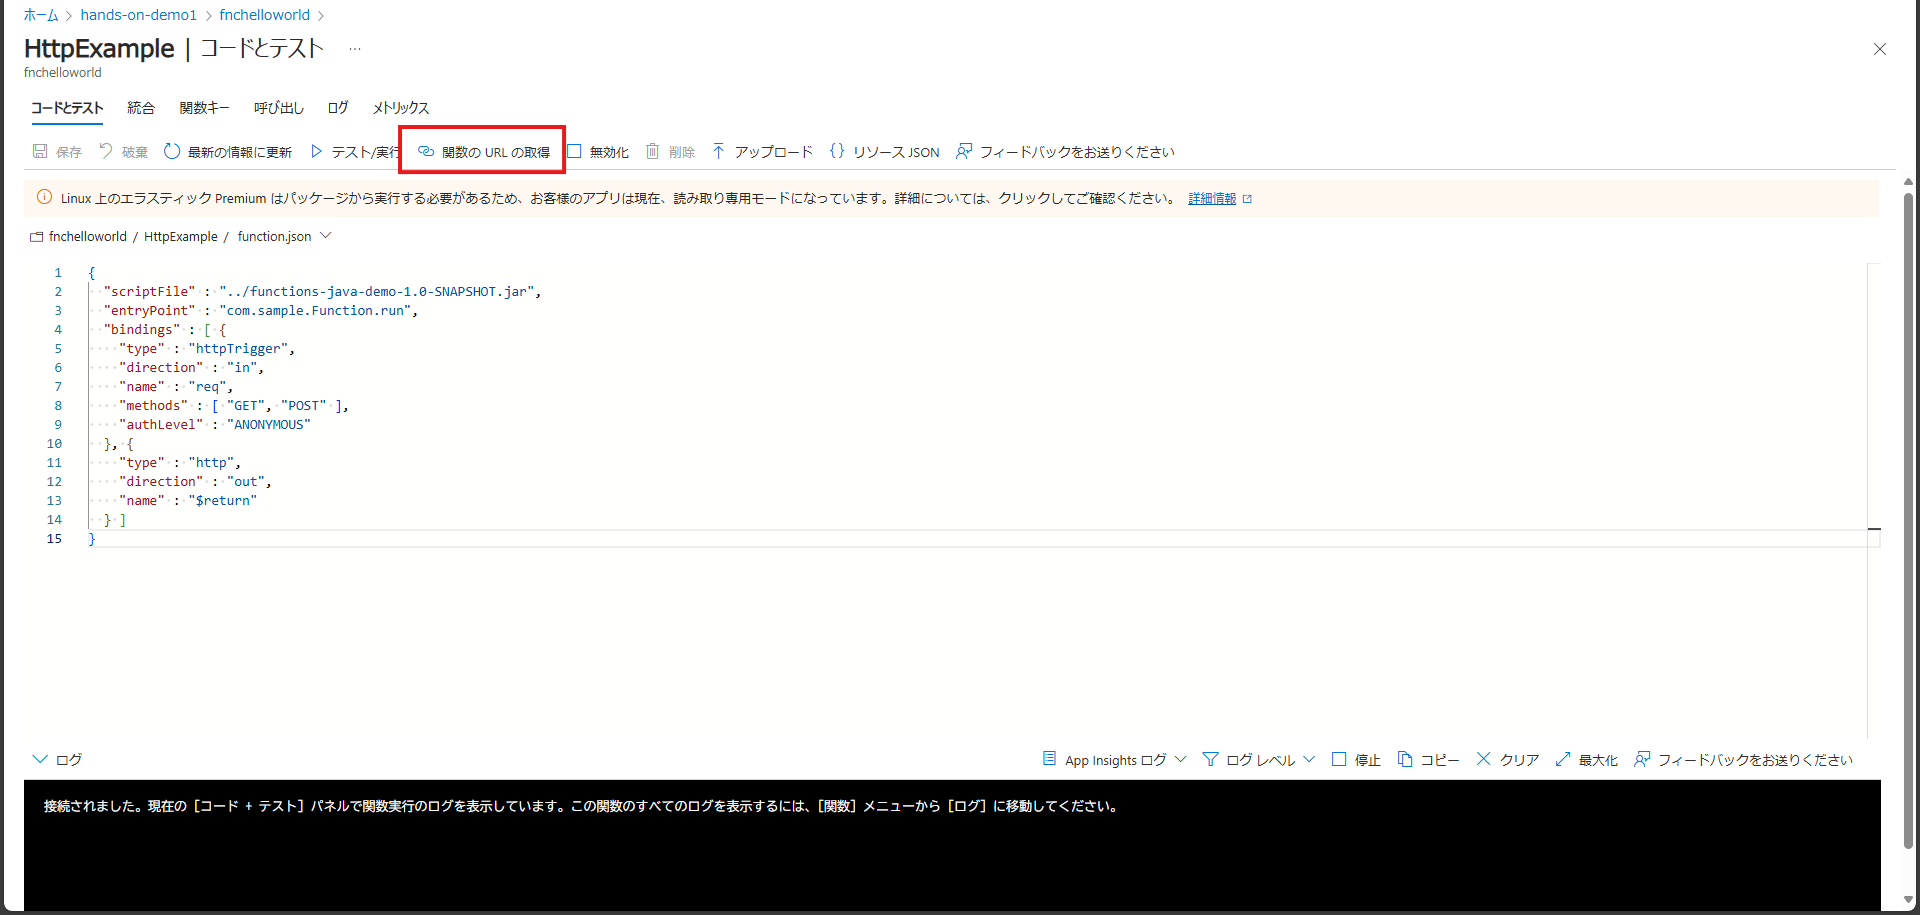 ホーム > hands-on-demo1 > fnchelloworld >
HttpExample | コードとテスト ...
fnchelloworld
コードとテスト 統合 関数キー 呼び出し ログ メトリックス
保存 破棄 最新の情報に更新 テスト/実行 関数の URL の取得 無効化 削除 アップロード {} リソース JSON フィードバックをお送りください
Linux 上のエラスティック Premium はパッケージから実行する必要があるため、お客様のアプリは現在、読み取り専用モードになっています。詳細については、クリックしてご確認ください。 詳細情報
fnchelloworld / HttpExample / function.json
1 {
2 "scriptFile" : "../functions-java-demo-1.0-SNAPSHOT.jar",
3 "entryPoint" : "com.sample.Function.run",
4 "bindings" : [ {
5 "type" : "httpTrigger",
6 "direction" : "in",
7 "name" : "req",
8 "methods" : [ "GET", "POST" ],
9 "authLevel" : "ANONYMOUS"
10 }, {
11 "type" : "http",
12 "direction" : "out",
13 "name" : "$return"
14 } ]
15 }
ログ App Insights ログ ログ レベル 停止 コピー クリア 最大化 フィードバックをお送りください
接続されました。現在の [コード + テスト] パネルで関数実行のログを表示しています。この関数のすべてのログを表示するには、[関数] メニューから [ログ] に移動してください。